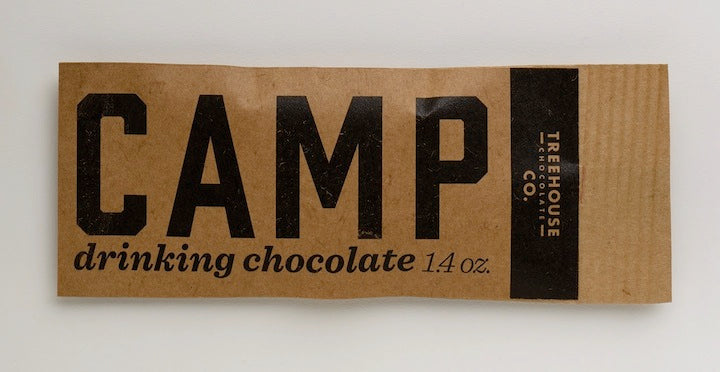 CAMP
drinking chocolate 1.4 oz.
TREEHOUSE
CHOCOLATE
CO.